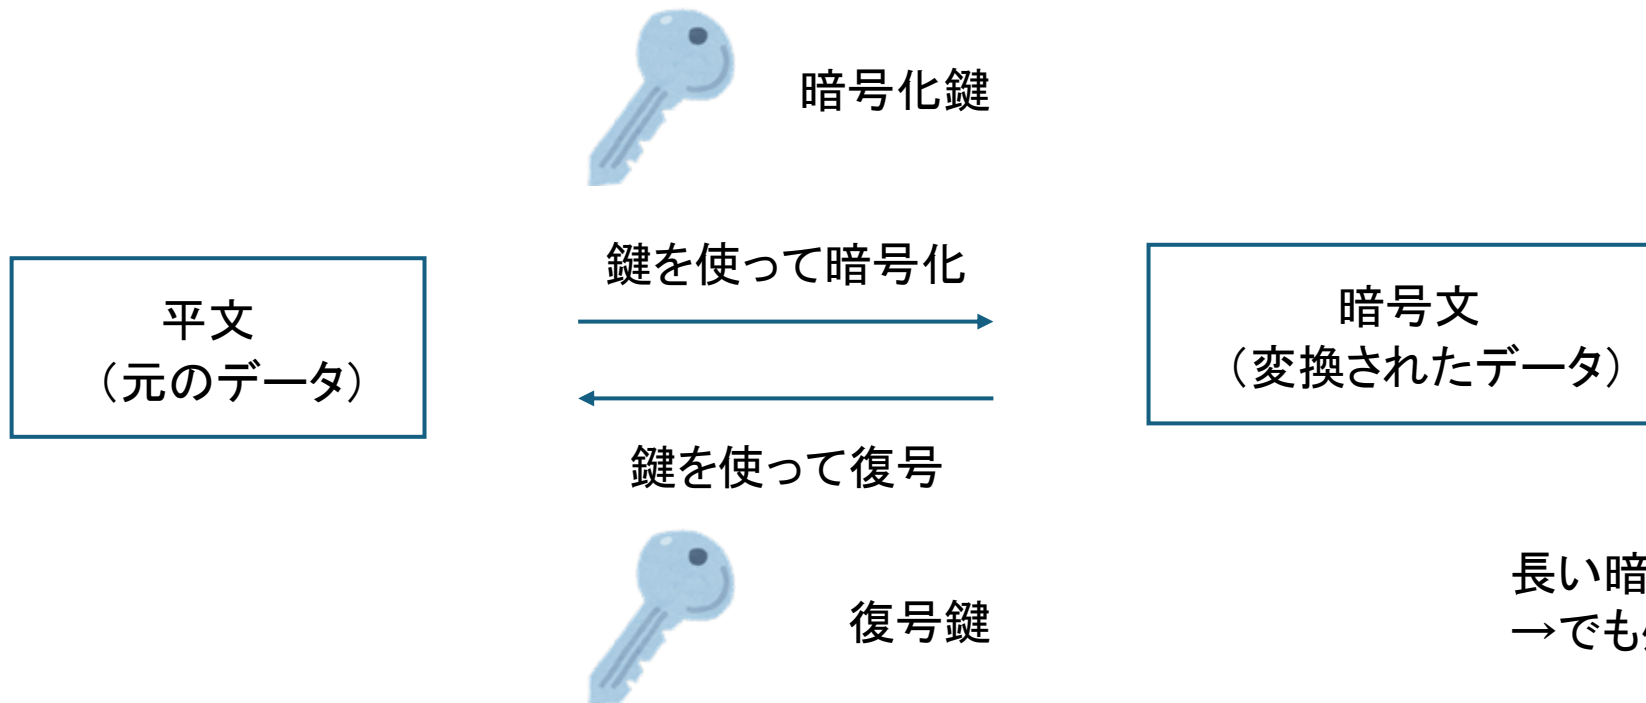 暗号化鍵
鍵を使って暗号化
平文
（元のデータ）
暗号文
（変換されたデータ）
鍵を使って復号
復号鍵
長い暗
→でも